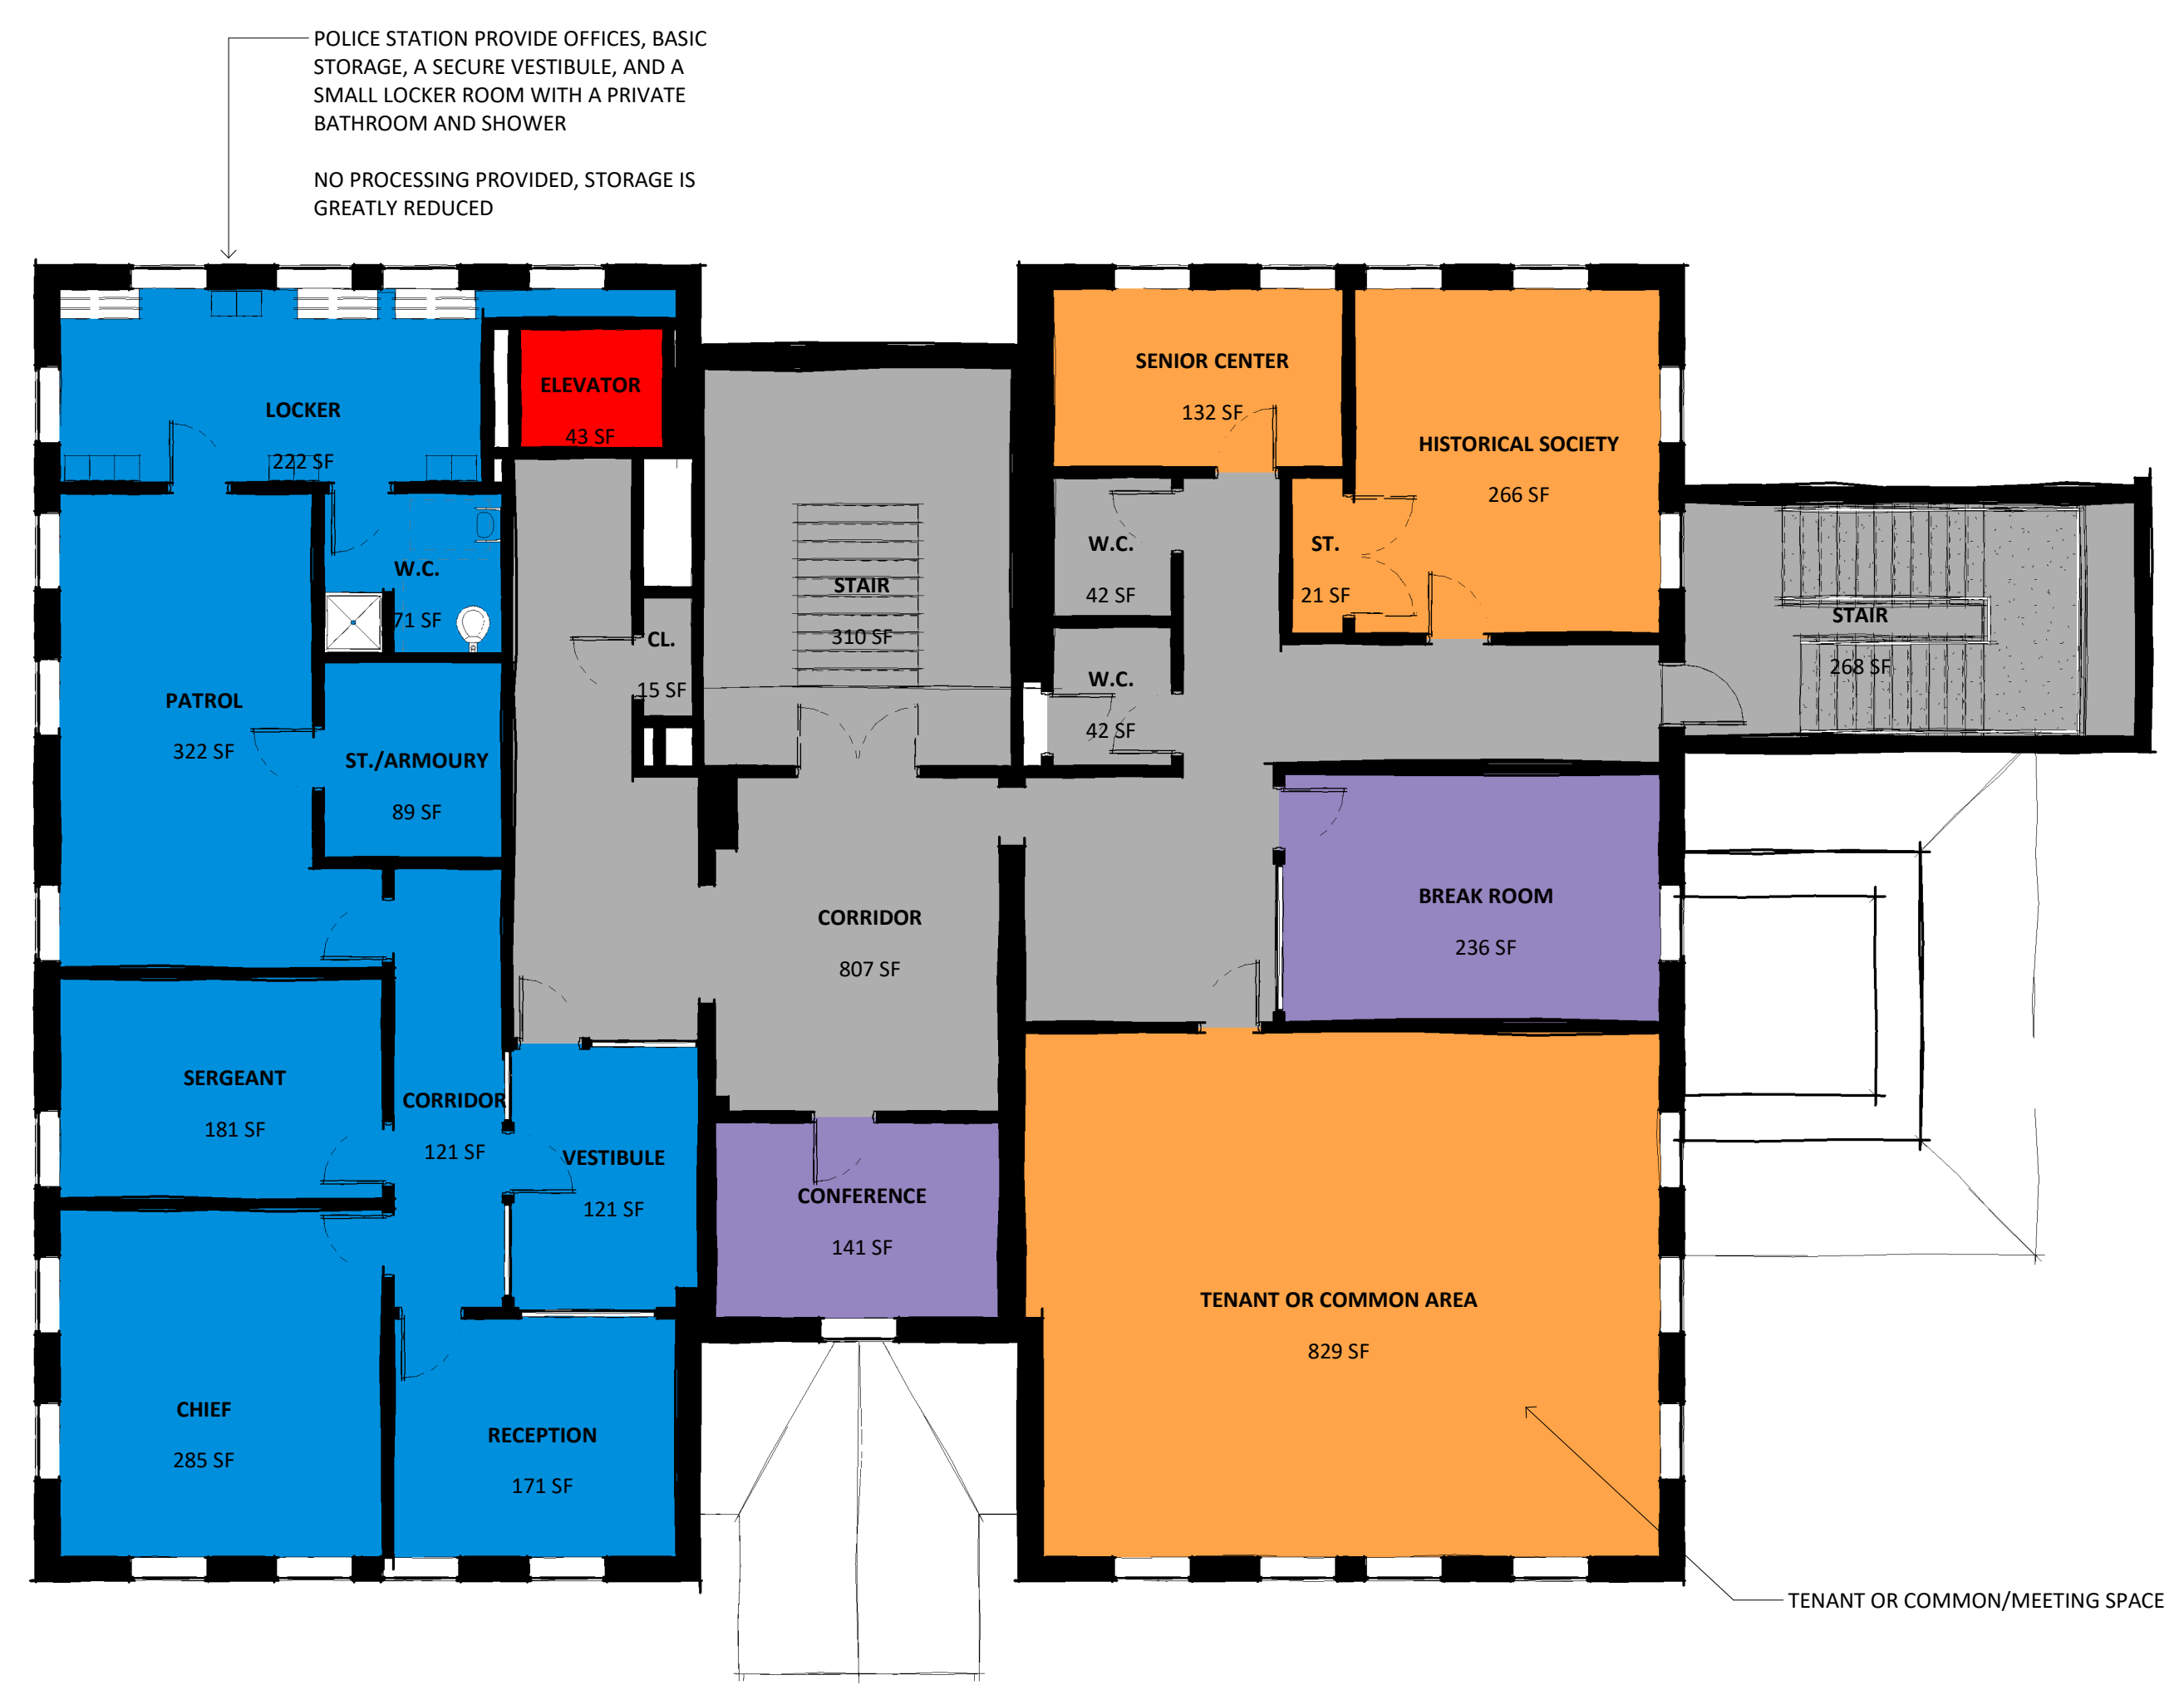 POLICE STATION PROVIDE OFFICES, BASIC
STORAGE, A SECURE VESTIBULE, AND A
SMALL LOCKER ROOM WITH A PRIVATE
BATHROOM AND SHOWER
NO PROCESSING PROVIDED, STORAGE IS
GREATLY REDUCED
LOCKER
222 SF
ELEVATOR
43 SF
SENIOR CENTER
132 SF
HISTORICAL SOCIETY
266 SF
W.C.
71 SF
STAIR
310 SF
W.C.
42 SF
ST.
21 SF
STAIR
268 SF
CL.
15 SF
W.C.
42 SF
PATROL
322 SF
ST./ARMOURY
89 SF
CORRIDOR
807 SF
BREAK ROOM
236 SF
SERGEANT
181 SF
CORRIDOR
121 SF
VESTIBULE
121 SF
CONFERENCE
141 SF
TENANT OR COMMON AREA
829 SF
CHIEF
285 SF
RECEPTION
171 SF
TENANT OR COMMON/MEETING SPACE